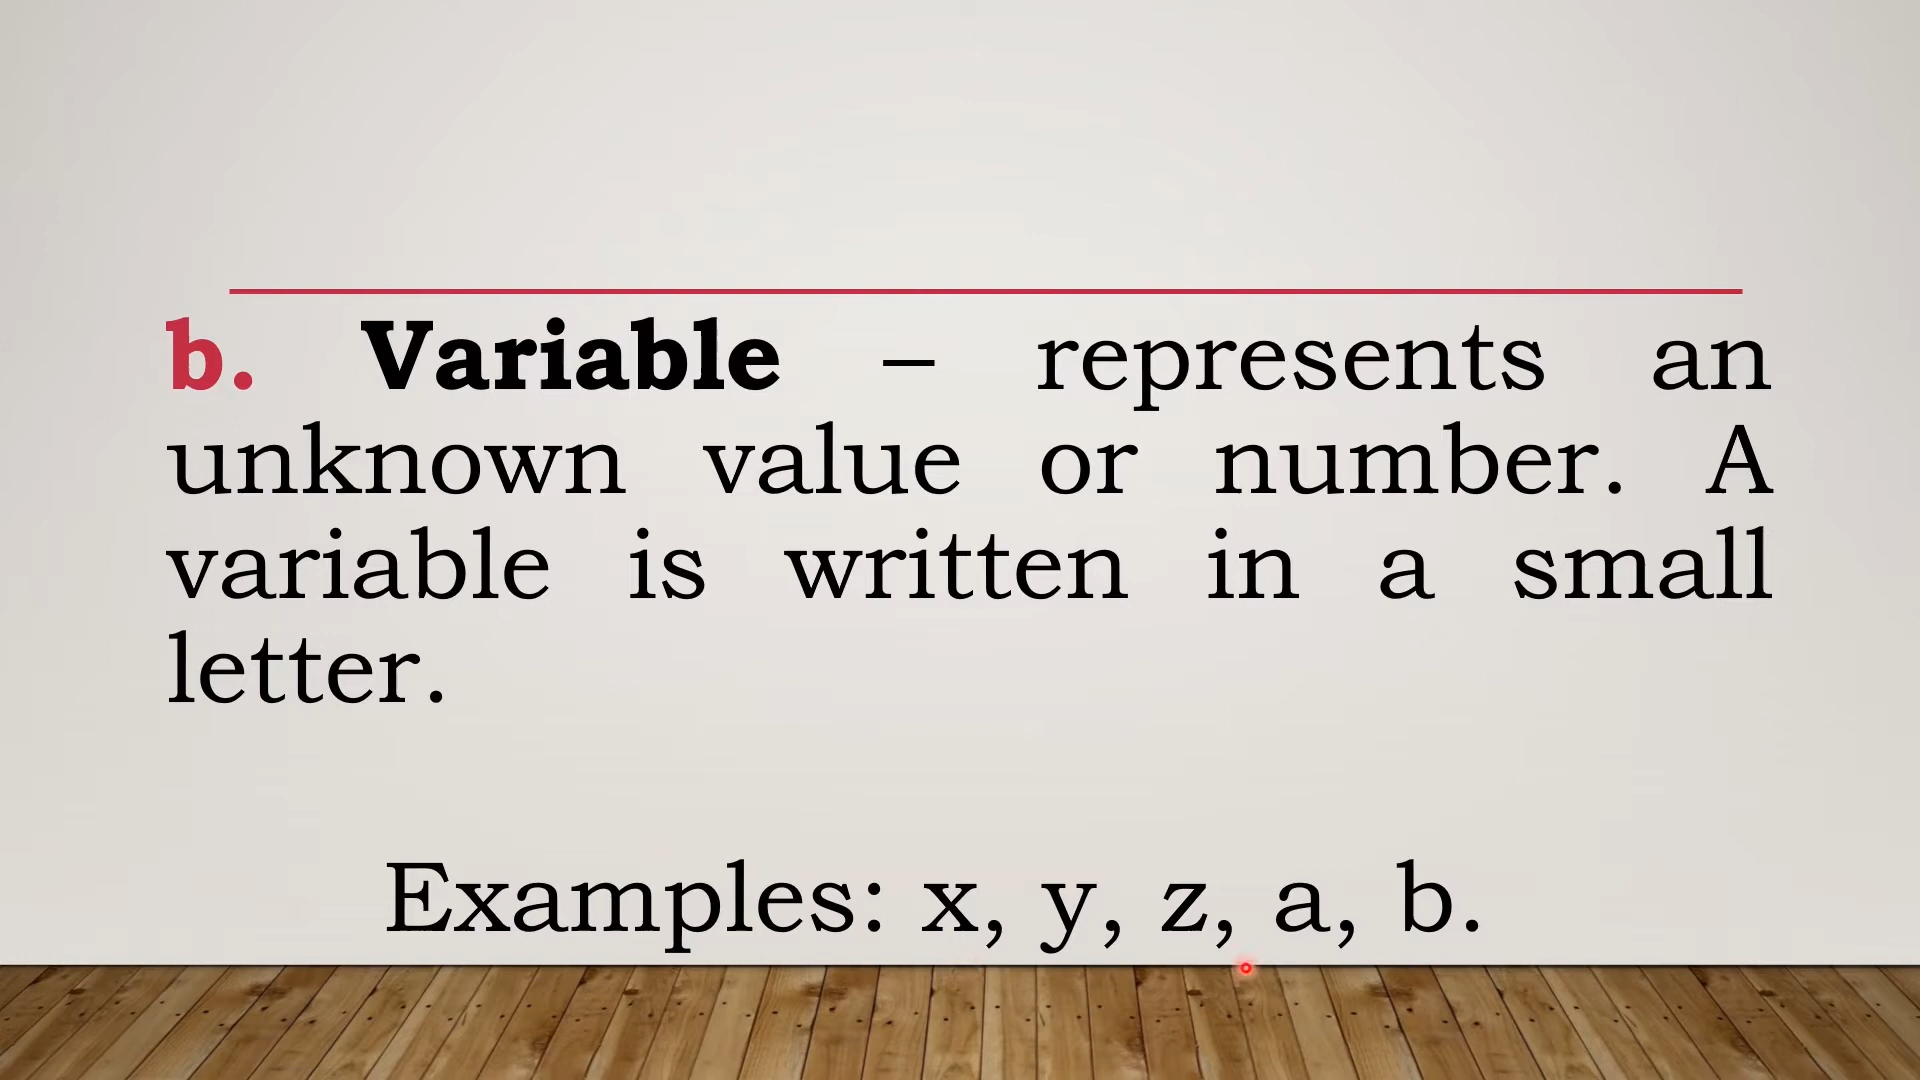 b. Variable – represents an
unknown value or number. A
variable is written in a small
letter.
Examples: x, y, z, a, b.